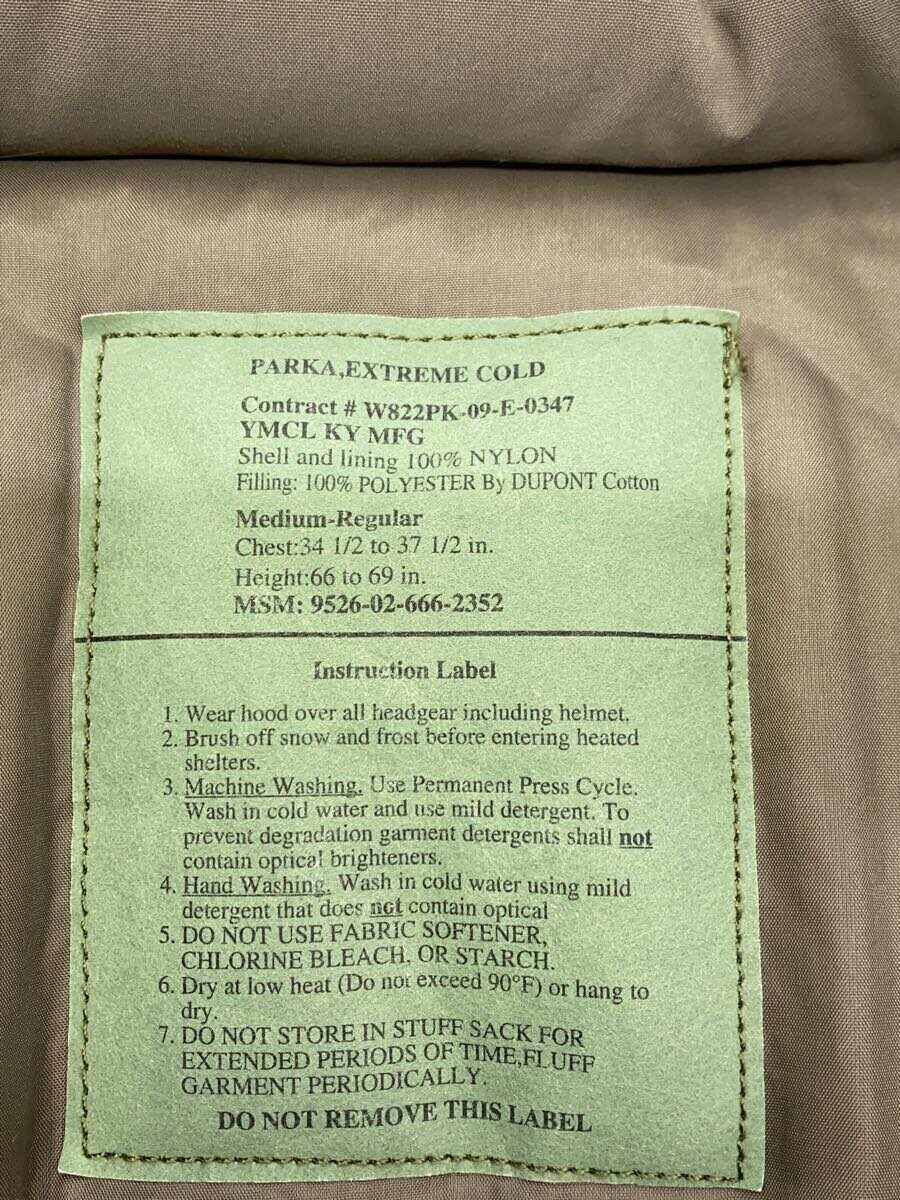 PARKA,EXTREME COLD
Contract # W822PK-09-E-0347
YMCL KY MFG
Shell and lining 100% NYLON
Filling: 100% POLYESTER By DUPONT Cotton
Medium-Regular
Chest:34 1/2 to 37 1/2 in.
Height:66 to 69 in.
MSM: 9526-02-666-2352
Instruction Label
1. Wear hood over all headgear including helmet.
2. Brush off snow and frost before entering heated
shelters.
3. Machine Washing. Use Permanent Press Cycle.
Wash in cold water and use mild detergent. To
prevent degradation garment detergents shall not
contain optical brighteners.
4. Hand Washing. Wash in cold water using mild
detergent that does not contain optical
5. DO NOT USE FABRIC SOFTENER,
CHLORINE BLEACH. OR STARCH.
6. Dry at low heat (Do not exceed 90°F) or hang to
dry.
7. DO NOT STORE IN STUFF SACK FOR
EXTENDED PERIODS OF TIME,FLUFF
GARMENT PERIODICALLY.
DO NOT REMOVE THIS LABEL